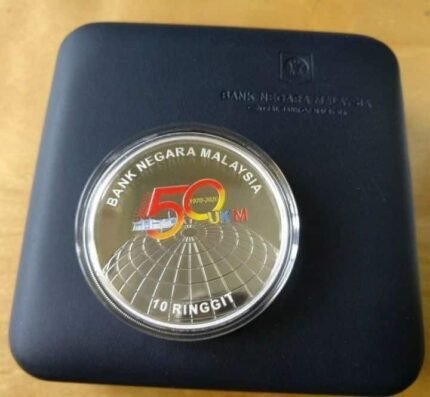 BANK NEGARA MALAYSIA
BANK NEGARA MALAYSIA
50
1970-2020
UKM
10 RINGGIT